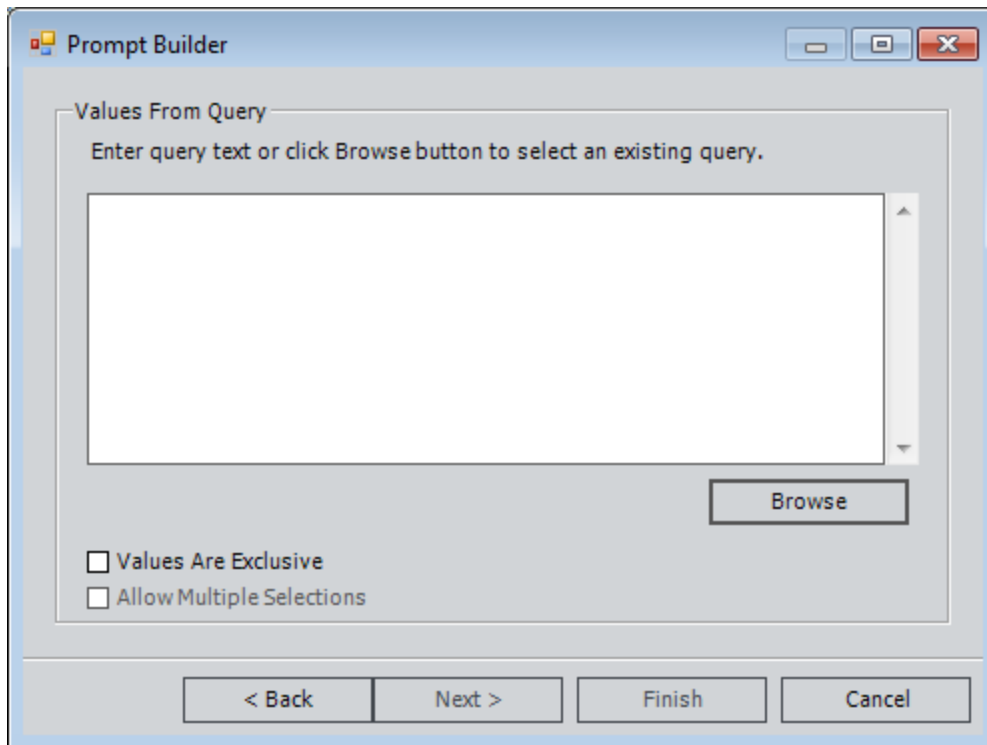 Prompt Builder
Values From Query
Enter query text or click Browse button to select an existing query.
Browse
Values Are Exclusive
Allow Multiple Selections
< Back
Next >
Finish
Cancel